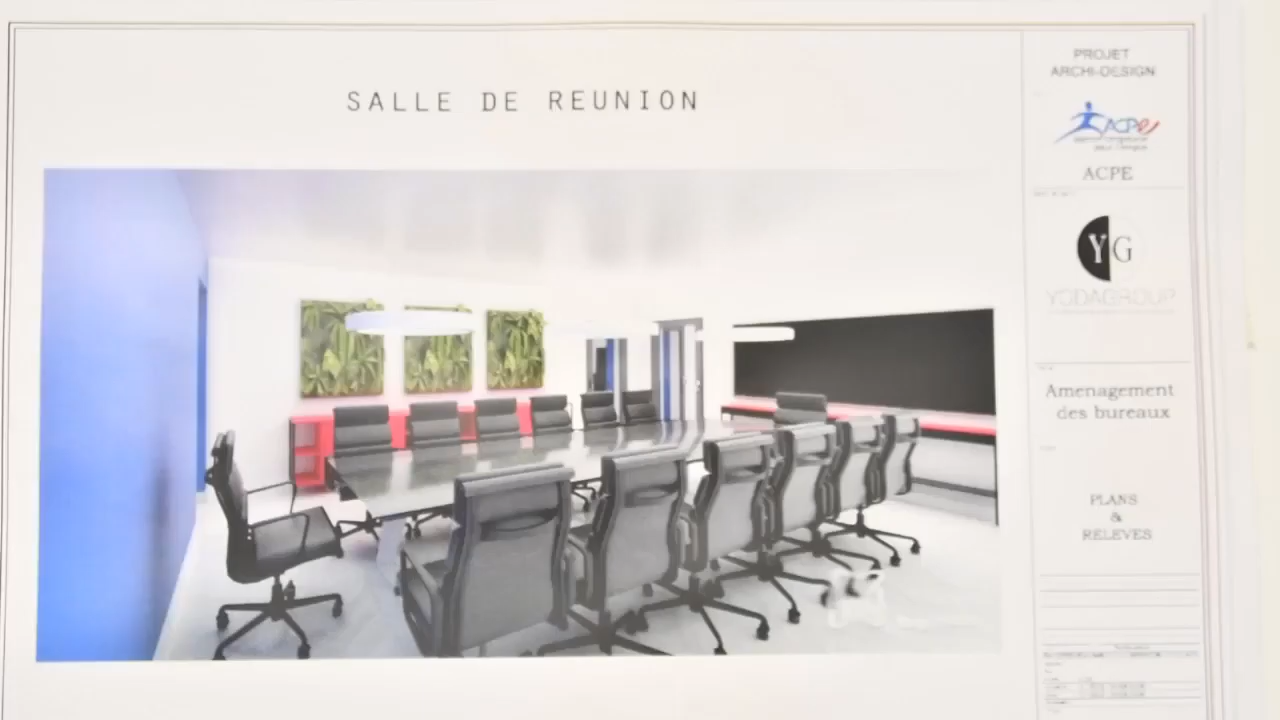 SALLE DE REUNION
PROJET
ARCHI-DESIGN
ACPE
ACPE
YG
YODAGROUP
Amenagement
des bureaux
PLANS
&
RELEVES